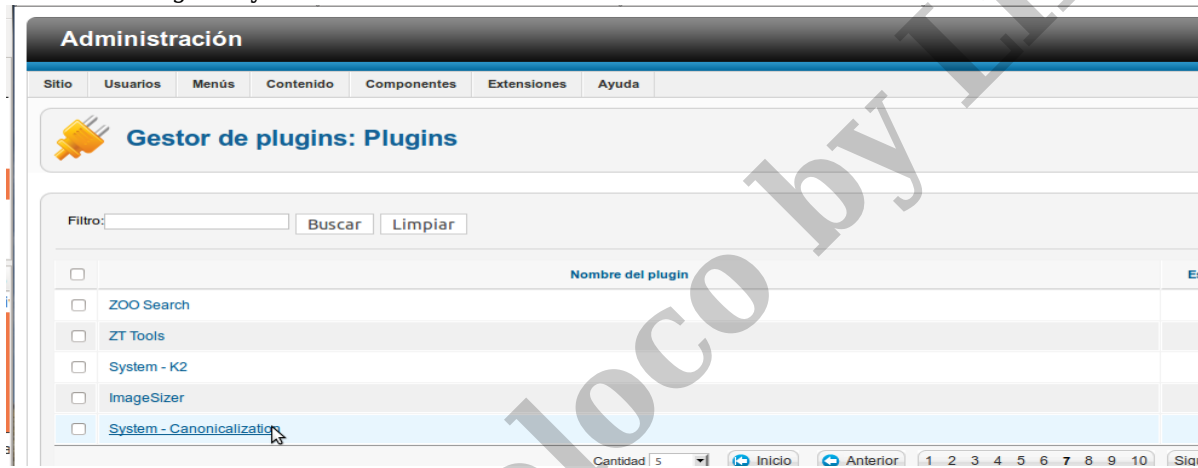 Administración
Sitio Usuarios Menús Contenido Componentes Extensiones Ayuda
Gestor de plugins: Plugins
Filtro: Buscar Limpiar
Nombre del plugin
ZOO Search
ZT Tools
System - K2
ImageSizer
System - Canonicalization
Cantidad 5 Inicio Anterior 1 2 3 4 5 6 7 8 9 10
loco by